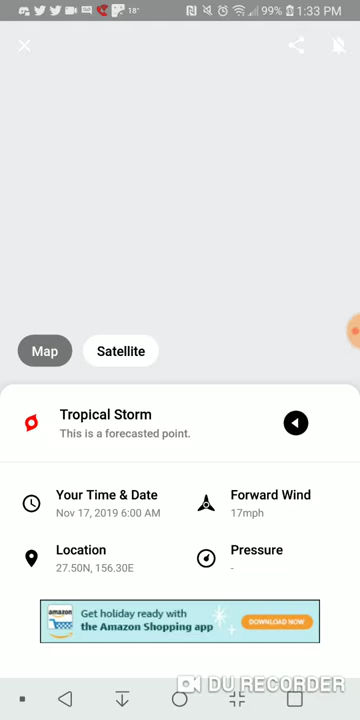 18°
99%
1:33 PM
Map
Satellite
Tropical Storm
This is a forecasted point.
Your Time & Date
Nov 17, 2019 6:00 AM
Forward Wind
17mph
Location
27.50N, 156.30E
Pressure
-
amazon
Get holiday ready with
the Amazon Shopping app
DOWNLOAD NOW
DU RECORDER